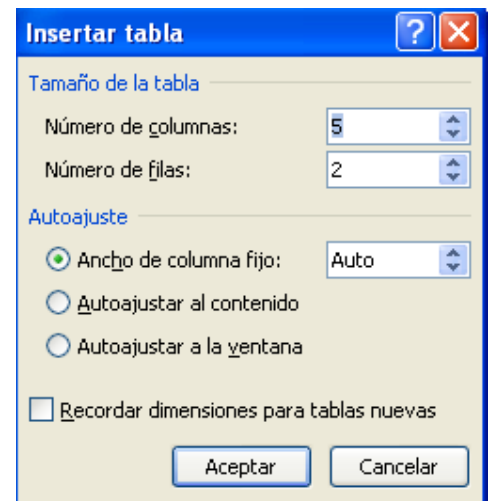 Insertar tabla
Tamaño de la tabla
Número de columnas: 5
Número de filas: 2
Autoajuste
Ancho de columna fijo: Auto
Autoajustar al contenido
Autoajustar a la ventana
Recordar dimensiones para tablas nuevas
Aceptar Cancelar